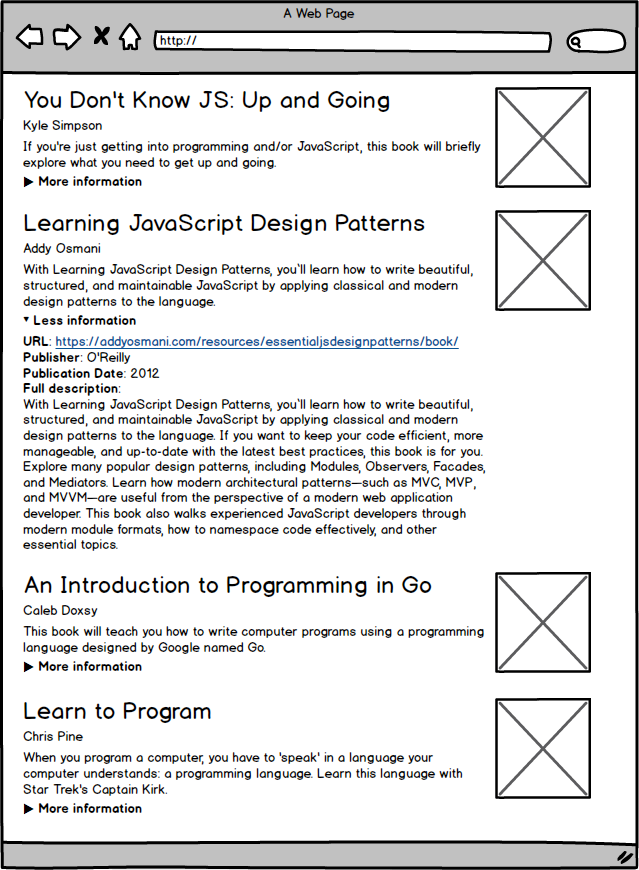 A Web Page
http://
You Don't Know JS: Up and Going
Kyle Simpson
If you're just getting into programming and/or JavaScript, this book will briefly
explore what you need to get up and going.
▶ More information
Learning JavaScript Design Patterns
Addy Osmani
With Learning JavaScript Design Patterns, you`ll learn how to write beautiful,
structured, and maintainable JavaScript by applying classical and modern
design patterns to the language.
▼ Less information
URL: https://addyosmani.com/resources/essentialjsdesignpatterns/book/
Publisher: O'Reilly
Publication Date: 2012
Full description:
With Learning JavaScript Design Patterns, you`ll learn how to write beautiful,
structured, and maintainable JavaScript by applying classical and modern
design patterns to the language. If you want to keep your code efficient, more
manageable, and up-to-date with the latest best practices, this book is for you.
Explore many popular design patterns, including Modules, Observers, Facades,
and Mediators. Learn how modern architectural patterns—such as MVC, MVP,
and MVVM—are useful from the perspective of a modern web application
developer. This book also walks experienced JavaScript developers through
modern module formats, how to namespace code effectively, and other
essential topics.
An Introduction to Programming in Go
Caleb Doxsy
This book will teach you how to write computer programs using a programming
language designed by Google named Go.
▶ More information
Learn to Program
Chris Pine
When you program a computer, you have to 'speak' in a language your
computer understands: a programming language. Learn this language with
Star Trek's Captain Kirk.
▶ More information